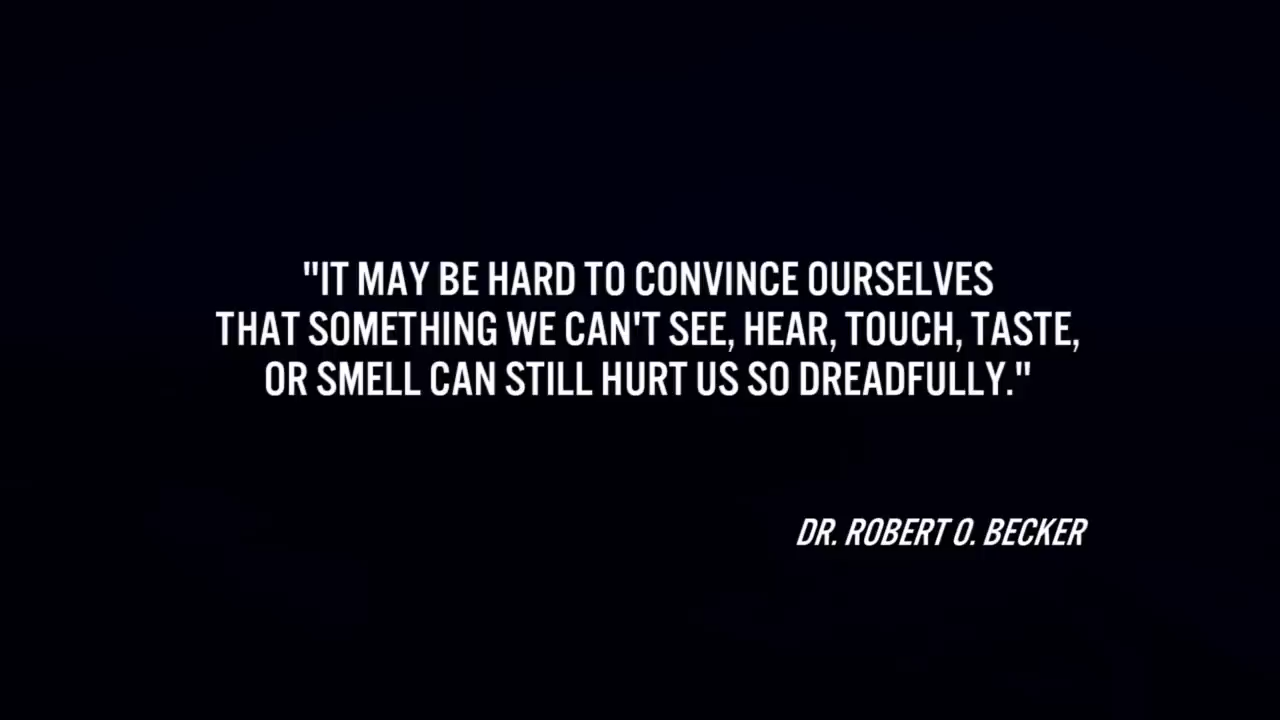 "IT MAY BE HARD TO CONVINCE OURSELVES
THAT SOMETHING WE CAN'T SEE, HEAR, TOUCH, TASTE,
OR SMELL CAN STILL HURT US SO DREADFULLY."
DR. ROBERT O. BECKER